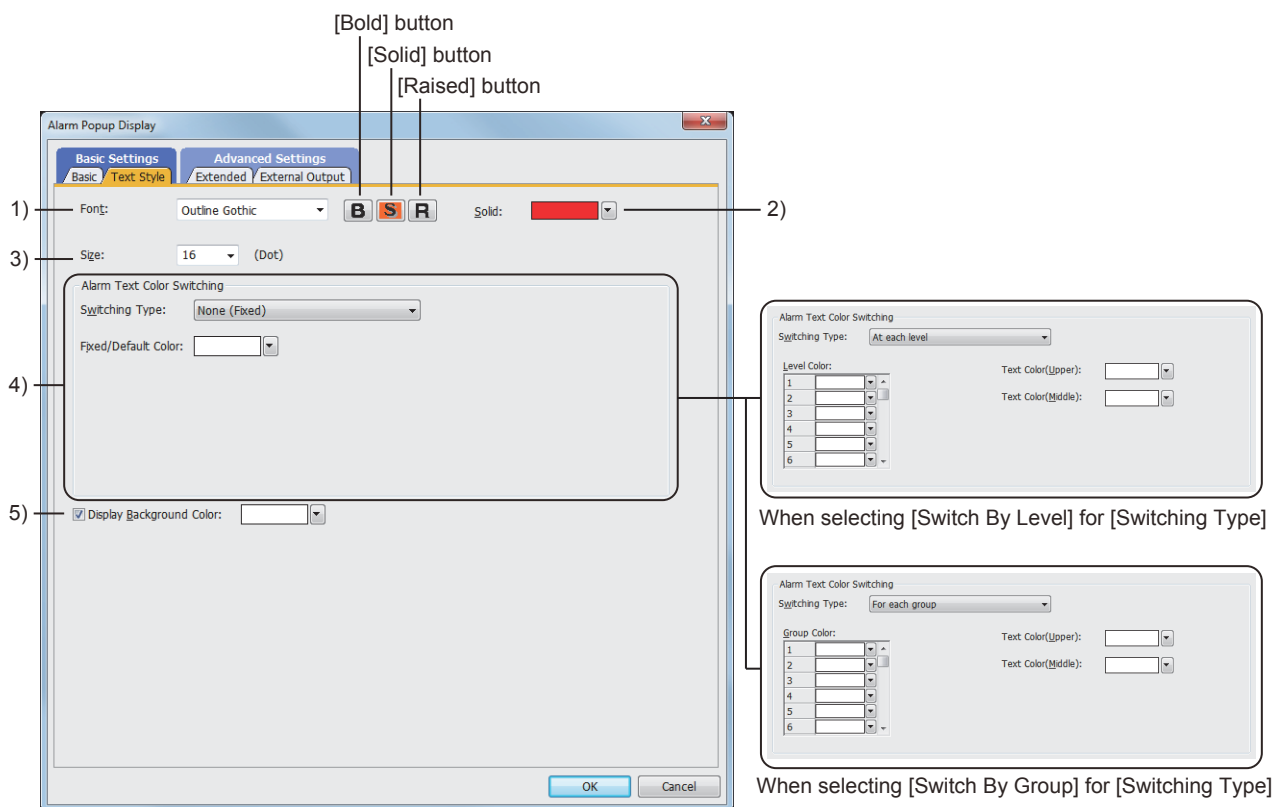 [Bold] button
[Solid] button
[Raised] button
Alarm Popup Display
x
Basic Settings Advanced Settings
Basic Text Style Extended External Output
1) Font: Outline Gothic B S R Solid: 2)
3) Size: 16 (Dot)
Alarm Text Color Switching
Switching Type: None (Fixed)
Fixed/Default Color:
4)
5) Display Background Color:
OK Cancel
Alarm Text Color Switching
Switching Type: At each level
Level Color: Text Color(Upper):
1
2 Text Color(Middle):
3
4
5
6
When selecting [Switch By Level] for [Switching Type]
Alarm Text Color Switching
Switching Type: For each group
Group Color: Text Color(Upper):
1
2 Text Color(Middle):
3
4
5
6
When selecting [Switch By Group] for [Switching Type]